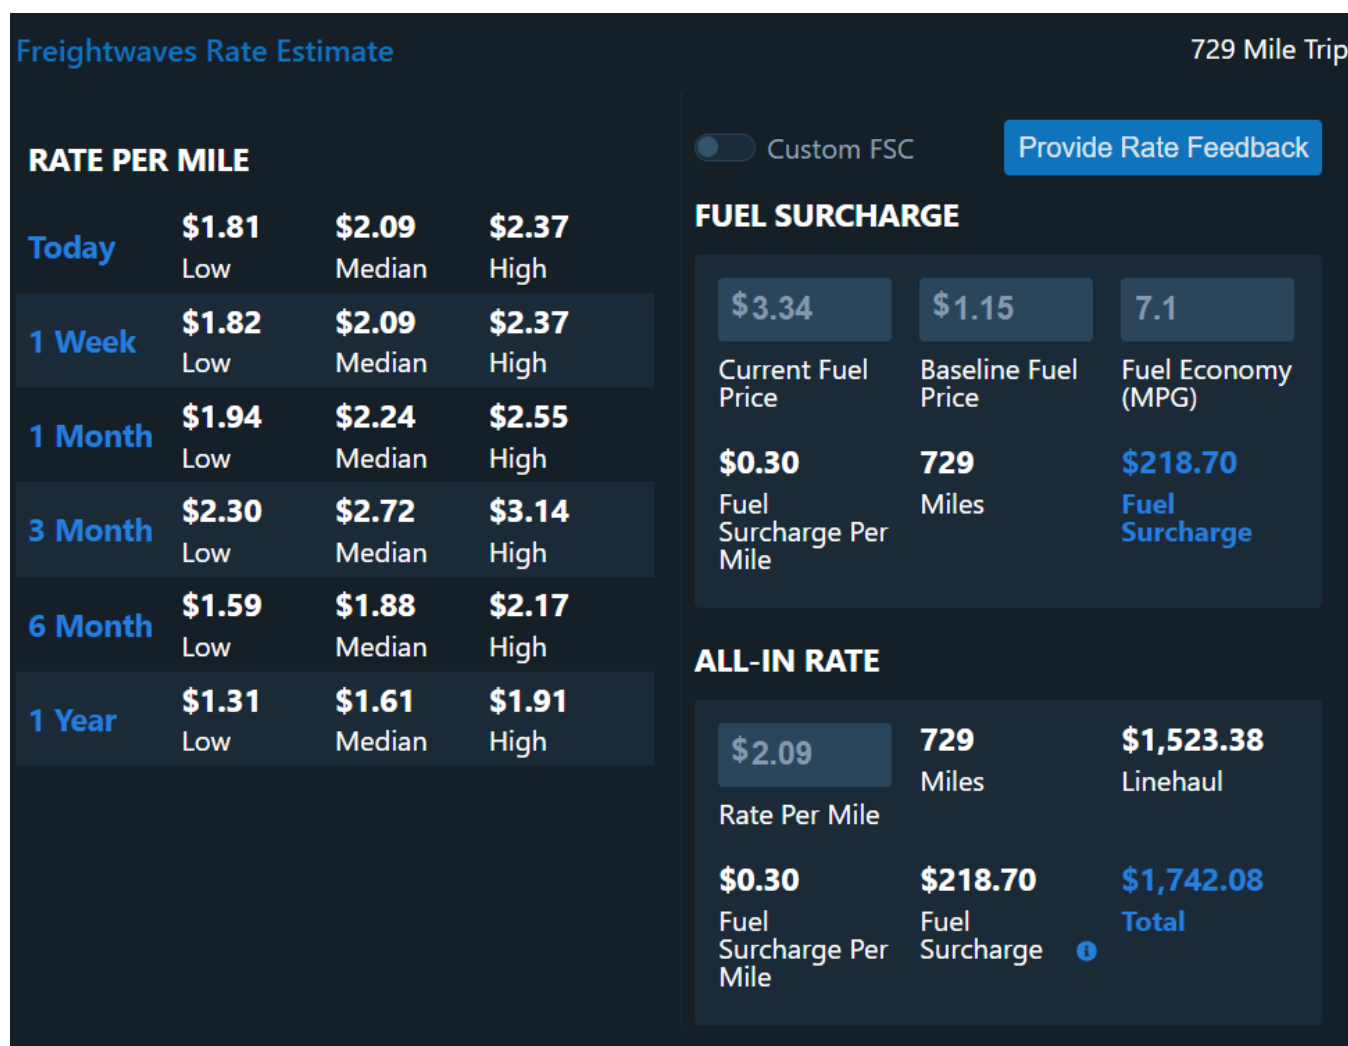 Freightwaves Rate Estimate
729 Mile Trip
RATE PER MILE
Today
$1.81 $2.09 $2.37
Low Median High
1 Week
$1.82 $2.09 $2.37
Low Median High
1 Month
$1.94 $2.24 $2.55
Low Median High
3 Month
$2.30 $2.72 $3.14
Low Median High
6 Month
$1.59 $1.88 $2.17
Low Median High
1 Year
$1.31 $1.61 $1.91
Low Median High
Custom FSC
Provide Rate Feedback
FUEL SURCHARGE
$3.34 $1.15 7.1
Current Fuel Baseline Fuel Fuel Economy
Price Price (MPG)
$0.30 729 $218.70
Fuel Miles Fuel
Surcharge Per Surcharge
Mile
ALL-IN RATE
$2.09 729 $1,523.38
Miles Linehaul
Rate Per Mile
$0.30 $218.70 $1,742.08
Fuel Fuel Total
Surcharge Per Surcharge i
Mile